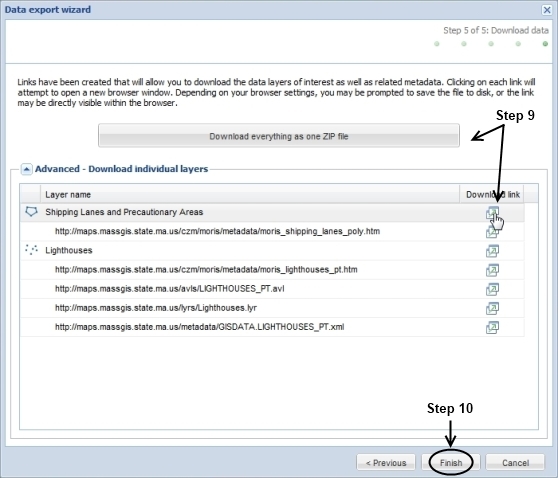 Data export wizard
Step 5 of 5: Download data
Links have been created that will allow you to download the data layers of interest as well as related metadata. Clicking on each link will
attempt to open a new browser window. Depending on your browser settings, you may be prompted to save the file to disk, or the link
may be directly visible within the browser.
Step 9
Download everything as one ZIP file
Advanced - Download individual layers
Layer name Download link
Shipping Lanes and Precautionary Areas
http://maps.massgis.state.ma.us/czm/moris/metadata/moris_shipping_lanes_poly.htm
Lighthouses
http://maps.massgis.state.ma.us/czm/moris/metadata/moris_lighthouses_pt.htm
http://maps.massgis.state.ma.us/avls/LIGHTHOUSES_PT.avl
http://maps.massgis.state.ma.us/lyrs/Lighthouses.lyr
http://maps.massgis.state.ma.us/metadata/GISDATA.LIGHTHOUSES_PT.xml
Step 10
< Previous Finish Cancel